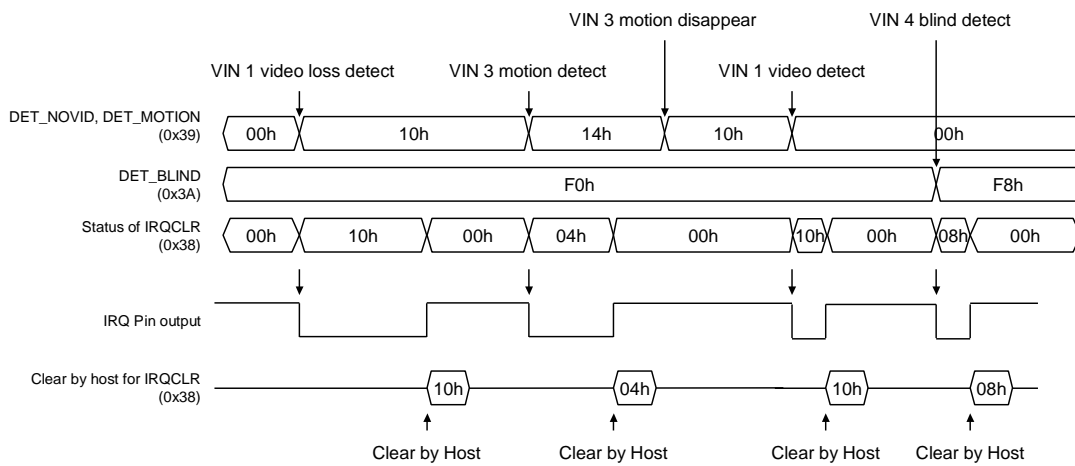 VIN 3 motion disappear
VIN 4 blind detect
VIN 1 video loss detect
VIN 3 motion detect
VIN 1 video detect
DET_NOVID, DET_MOTION
(0x39)
00h
10h
14h
10h
00h
DET_BLIND
(0x3A)
F0h
F8h
Status of IRQCLR
(0x38)
00h
10h
00h
04h
00h
10h
00h
08h
00h
IRQ Pin output
Clear by host for IRQCLR
(0x38)
10h
04h
10h
08h
Clear by Host
Clear by Host
Clear by Host
Clear by Host